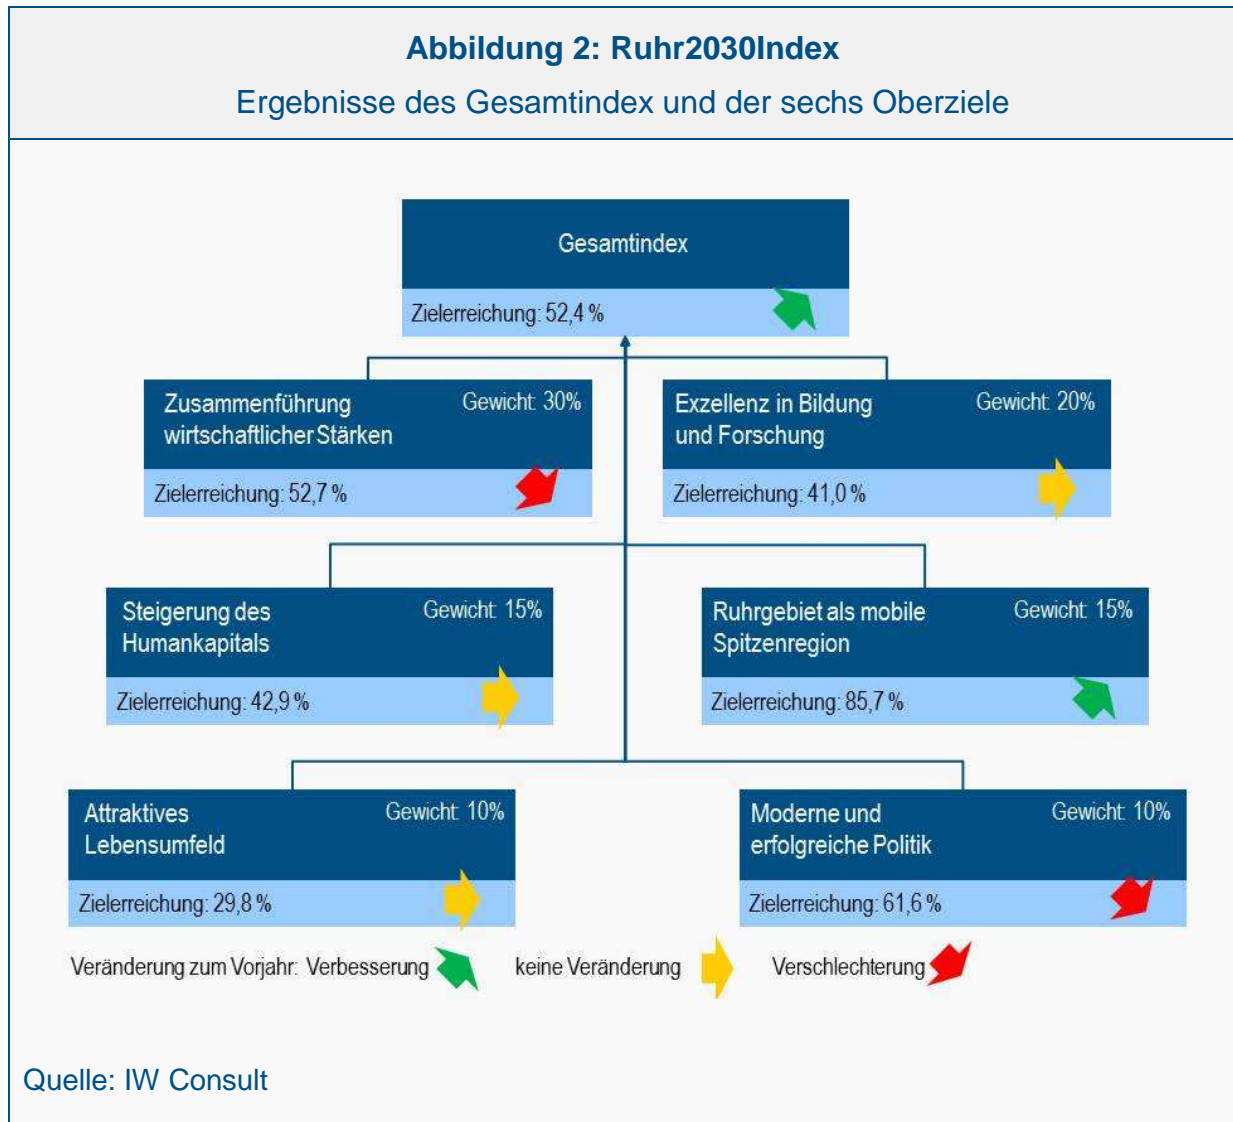 Abbildung 2: Ruhr2030Index
Ergebnisse des Gesamtindex und der sechs Oberziele
Gesamtindex
Zielerreichung: 52,4 %
Zusammenführung
wirtschaftlicher Stärken
Gewicht: 30%
Zielerreichung: 52,7 %
Exzellenz in Bildung
und Forschung
Gewicht: 20%
Zielerreichung: 41,0 %
Steigerung des
Humankapitals
Gewicht: 15%
Zielerreichung: 42,9 %
Ruhrgebiet als mobile
Spitzenregion
Gewicht: 15%
Zielerreichung: 85,7 %
Attraktives
Lebensumfeld
Gewicht: 10%
Zielerreichung: 29,8 %
Moderne und
erfolgreiche Politik
Gewicht: 10%
Zielerreichung: 61,6 %
Veränderung zum Vorjahr: Verbesserung keine Veränderung Verschlechterung
Quelle: IW Consult